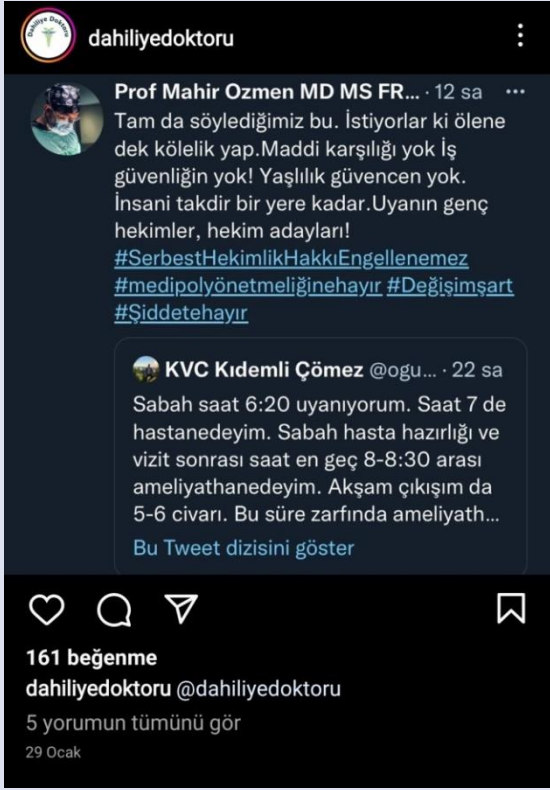 Dahiliye Doktoru
dahiliyedoktoru
Prof Mahir Ozmen MD MS FR... · 12 sa
Tam da söylediğimiz bu. İstiyorlar ki ölene
dek kölelik yap.Maddi karşılığı yok İş
güvenliğin yok! Yaşlılık güvencen yok.
İnsani takdir bir yere kadar.Uyanın genç
hekimler, hekim adayları!
#SerbestHekimlikHakkıEngellenemez
#medipolyönetmeliğinehayır #Değişimşart
#Şiddetehayır
KVC Kıdemli Çömez @ogu... · 22 sa
Sabah saat 6:20 uyanıyorum. Saat 7 de
hastanedeyim. Sabah hasta hazırlığı ve
vizit sonrası saat en geç 8-8:30 arası
ameliyathanedeyim. Akşam çıkışım da
5-6 civarı. Bu süre zarfında ameliyath...
Bu Tweet dizisini göster
161 beğenme
dahiliyedoktoru @dahiliyedoktoru
5 yorumun tümünü gör
29 Ocak